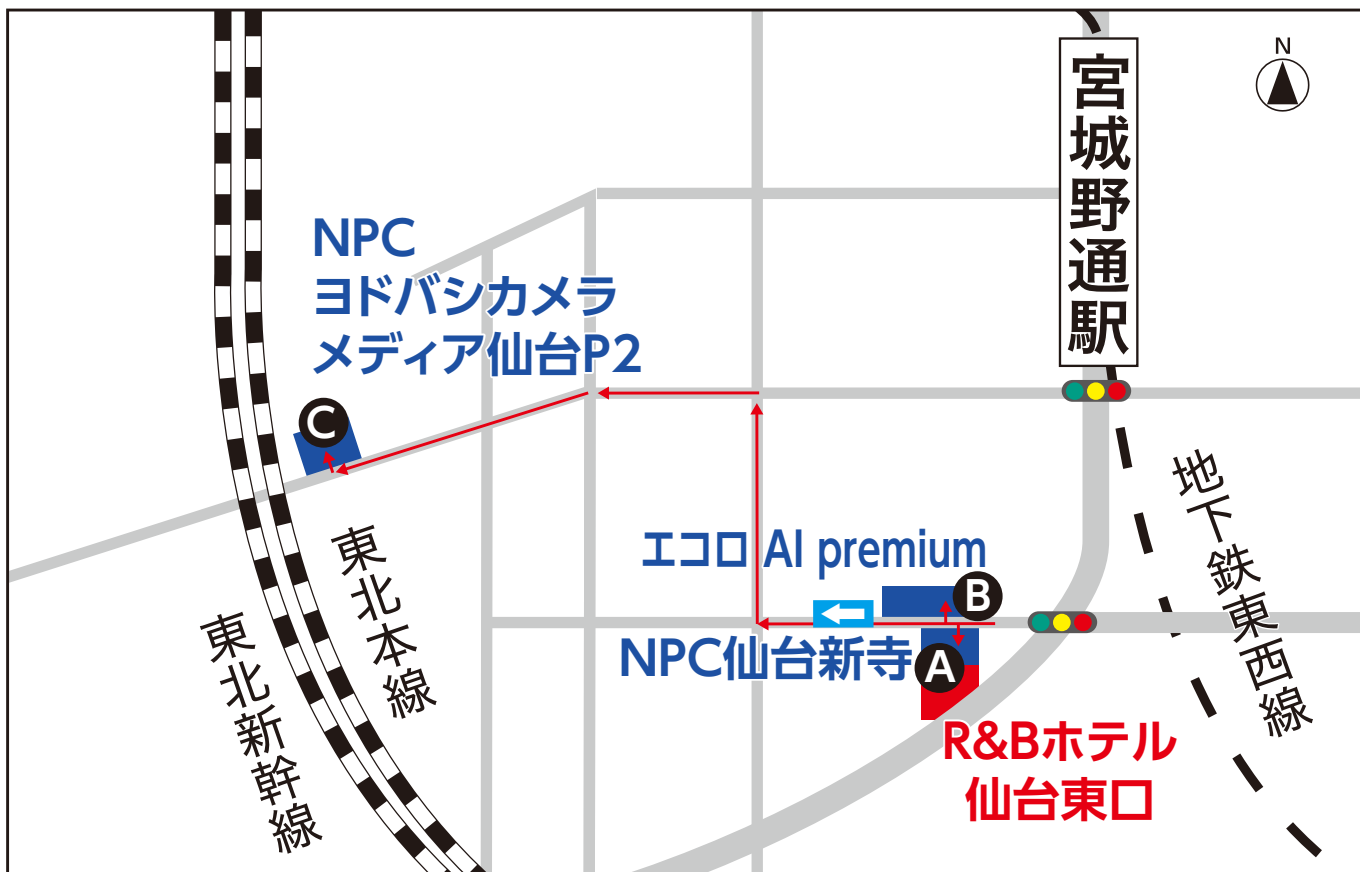 N
宮城野通駅
NPC
ヨドバシカメラ
メディア仙台P2
C
東北本線
東北新幹線
地下鉄東西線
エコロ AI premium
B
NPC仙台新寺
A
R&Bホテル
仙台東口